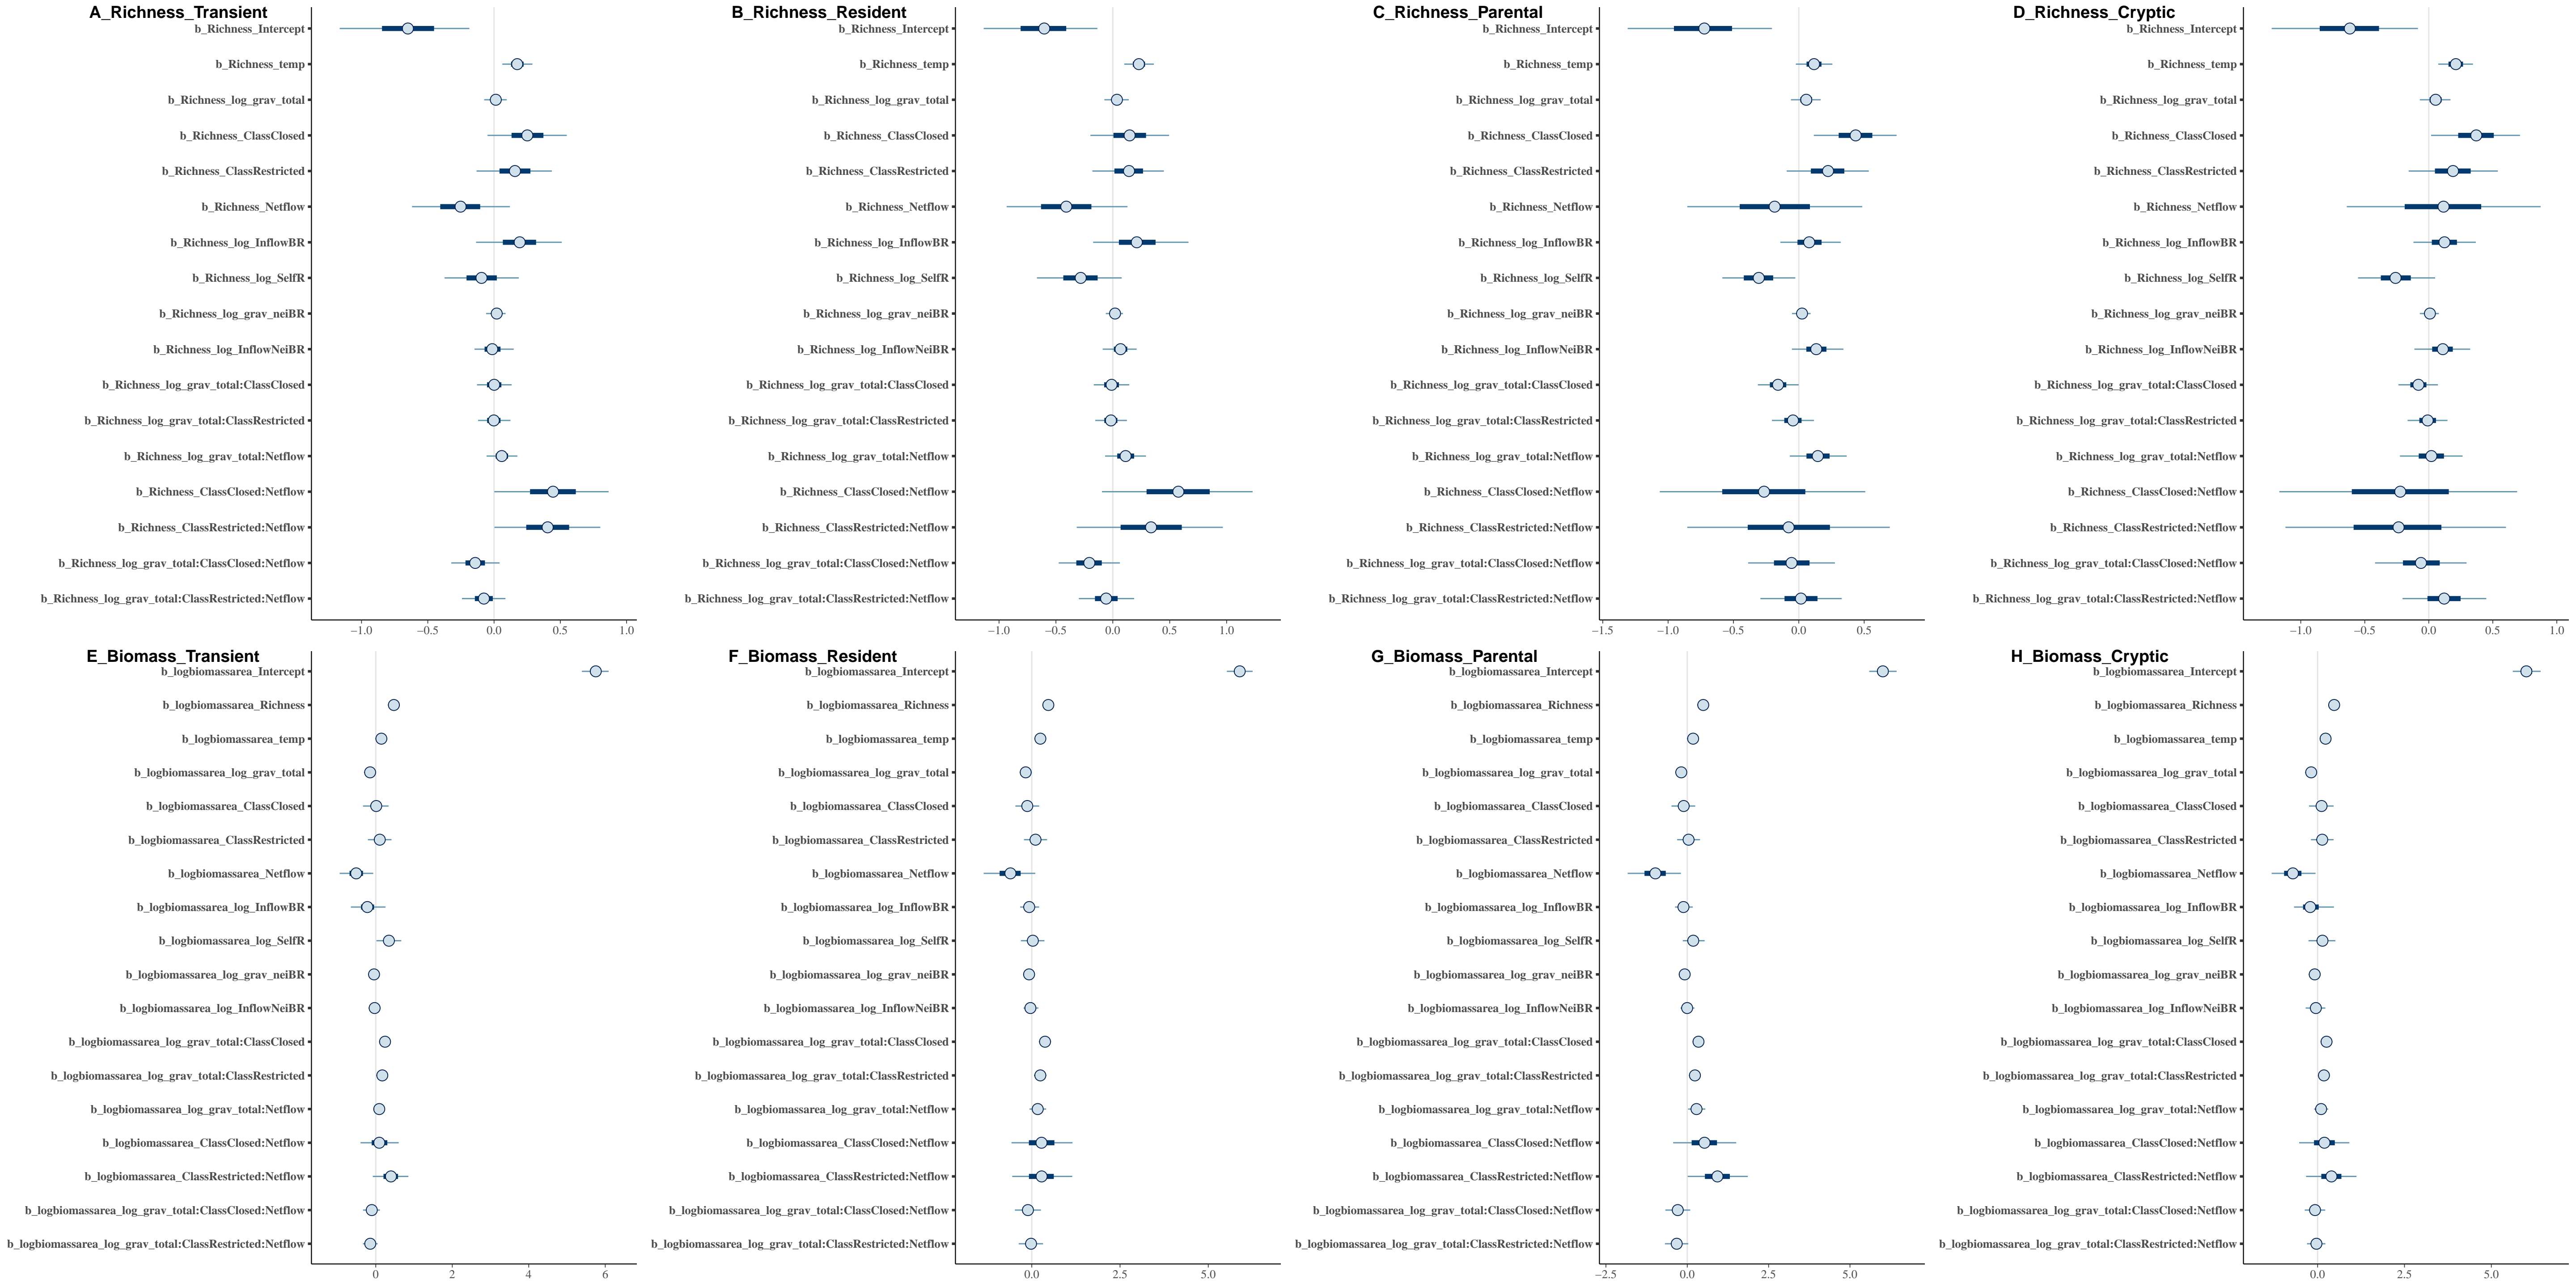 A_Richness_Transient
b_Richness_Intercept
b_Richness_temp
b_Richness_log_grav_total
b_Richness_ClassClosed
b_Richness_ClassRestricted
b_Richness_Netflow
b_Richness_log_InflowBR
b_Richness_log_SelfR
b_Richness_log_grav_neiBR
b_Richness_log_InflowNeiBR
b_Richness_log_grav_total:ClassClosed
b_Richness_log_grav_total:ClassRestricted
b_Richness_log_grav_total:Netflow
b_Richness_ClassClosed:Netflow
b_Richness_ClassRestricted:Netflow
b_Richness_log_grav_total:ClassClosed:Netflow
b_Richness_log_grav_total:ClassRestricted:Netflow
−1.0 −0.5 0.0 0.5 1.0
B_Richness_Resident
b_Richness_Intercept
b_Richness_temp
b_Richness_log_grav_total
b_Richness_ClassClosed
b_Richness_ClassRestricted
b_Richness_Netflow
b_Richness_log_InflowBR
b_Richness_log_SelfR
b_Richness_log_grav_neiBR
b_Richness_log_InflowNeiBR
b_Richness_log_grav_total:ClassClosed
b_Richness_log_grav_total:ClassRestricted
b_Richness_log_grav_total:Netflow
b_Richness_ClassClosed:Netflow
b_Richness_ClassRestricted:Netflow
b_Richness_log_grav_total:ClassClosed:Netflow
b_Richness_log_grav_total:ClassRestricted:Netflow
−1.0 −0.5 0.0 0.5 1.0
C_Richness_Parental
b_Richness_Intercept
b_Richness_temp
b_Richness_log_grav_total
b_Richness_ClassClosed
b_Richness_ClassRestricted
b_Richness_Netflow
b_Richness_log_InflowBR
b_Richness_log_SelfR
b_Richness_log_grav_neiBR
b_Richness_log_InflowNeiBR
b_Richness_log_grav_total:ClassClosed
b_Richness_log_grav_total:ClassRestricted
b_Richness_log_grav_total:Netflow
b_Richness_ClassClosed:Netflow
b_Richness_ClassRestricted:Netflow
b_Richness_log_grav_total:ClassClosed:Netflow
b_Richness_log_grav_total:ClassRestricted:Netflow
−1.5 −1.0 −0.5 0.0 0.5
D_Richness_Cryptic
b_Richness_Intercept
b_Richness_temp
b_Richness_log_grav_total
b_Richness_ClassClosed
b_Richness_ClassRestricted
b_Richness_Netflow
b_Richness_log_InflowBR
b_Richness_log_SelfR
b_Richness_log_grav_neiBR
b_Richness_log_InflowNeiBR
b_Richness_log_grav_total:ClassClosed
b_Richness_log_grav_total:ClassRestricted
b_Richness_log_grav_total:Netflow
b_Richness_ClassClosed:Netflow
b_Richness_ClassRestricted:Netflow
b_Richness_log_grav_total:ClassClosed:Netflow
b_Richness_log_grav_total:ClassRestricted:Netflow
−1.0 −0.5 0.0 0.5 1.0
E_Biomass_Transient
b_logbiomassarea_Intercept
b_logbiomassarea_Richness
b_logbiomassarea_temp
b_logbiomassarea_log_grav_total
b_logbiomassarea_ClassClosed
b_logbiomassarea_ClassRestricted
b_logbiomassarea_Netflow
b_logbiomassarea_log_InflowBR
b_logbiomassarea_log_SelfR
b_logbiomassarea_log_grav_neiBR
b_logbiomassarea_log_InflowNeiBR
b_logbiomassarea_log_grav_total:ClassClosed
b_logbiomassarea_log_grav_total:ClassRestricted
b_logbiomassarea_log_grav_total:Netflow
b_logbiomassarea_ClassClosed:Netflow
b_logbiomassarea_ClassRestricted:Netflow
b_logbiomassarea_log_grav_total:ClassClosed:Netflow
b_logbiomassarea_log_grav_total:ClassRestricted:Netflow
0 2 4 6
F_Biomass_Resident
b_logbiomassarea_Intercept
b_logbiomassarea_Richness
b_logbiomassarea_temp
b_logbiomassarea_log_grav_total
b_logbiomassarea_ClassClosed
b_logbiomassarea_ClassRestricted
b_logbiomassarea_Netflow
b_logbiomassarea_log_InflowBR
b_logbiomassarea_log_SelfR
b_logbiomassarea_log_grav_neiBR
b_logbiomassarea_log_InflowNeiBR
b_logbiomassarea_log_grav_total:ClassClosed
b_logbiomassarea_log_grav_total:ClassRestricted
b_logbiomassarea_log_grav_total:Netflow
b_logbiomassarea_ClassClosed:Netflow
b_logbiomassarea_ClassRestricted:Netflow
b_logbiomassarea_log_grav_total:ClassClosed:Netflow
b_logbiomassarea_log_grav_total:ClassRestricted:Netflow
0.0 2.5 5.0
G_Biomass_Parental
b_logbiomassarea_Intercept
b_logbiomassarea_Richness
b_logbiomassarea_temp
b_logbiomassarea_log_grav_total
b_logbiomassarea_ClassClosed
b_logbiomassarea_ClassRestricted
b_logbiomassarea_Netflow
b_logbiomassarea_log_InflowBR
b_logbiomassarea_log_SelfR
b_logbiomassarea_log_grav_neiBR
b_logbiomassarea_log_InflowNeiBR
b_logbiomassarea_log_grav_total:ClassClosed
b_logbiomassarea_log_grav_total:ClassRestricted
b_logbiomassarea_log_grav_total:Netflow
b_logbiomassarea_ClassClosed:Netflow
b_logbiomassarea_ClassRestricted:Netflow
b_logbiomassarea_log_grav_total:ClassClosed:Netflow
b_logbiomassarea_log_grav_total:ClassRestricted:Netflow
−2.5 0.0 2.5 5.0
H_Biomass_Cryptic
b_logbiomassarea_Intercept
b_logbiomassarea_Richness
b_logbiomassarea_temp
b_logbiomassarea_log_grav_total
b_logbiomassarea_ClassClosed
b_logbiomassarea_ClassRestricted
b_logbiomassarea_Netflow
b_logbiomassarea_log_InflowBR
b_logbiomassarea_log_SelfR
b_logbiomassarea_log_grav_neiBR
b_logbiomassarea_log_InflowNeiBR
b_logbiomassarea_log_grav_total:ClassClosed
b_logbiomassarea_log_grav_total:ClassRestricted
b_logbiomassarea_log_grav_total:Netflow
b_logbiomassarea_ClassClosed:Netflow
b_logbiomassarea_ClassRestricted:Netflow
b_logbiomassarea_log_grav_total:ClassClosed:Netflow
b_logbiomassarea_log_grav_total:ClassRestricted:Netflow
0.0 2.5 5.0